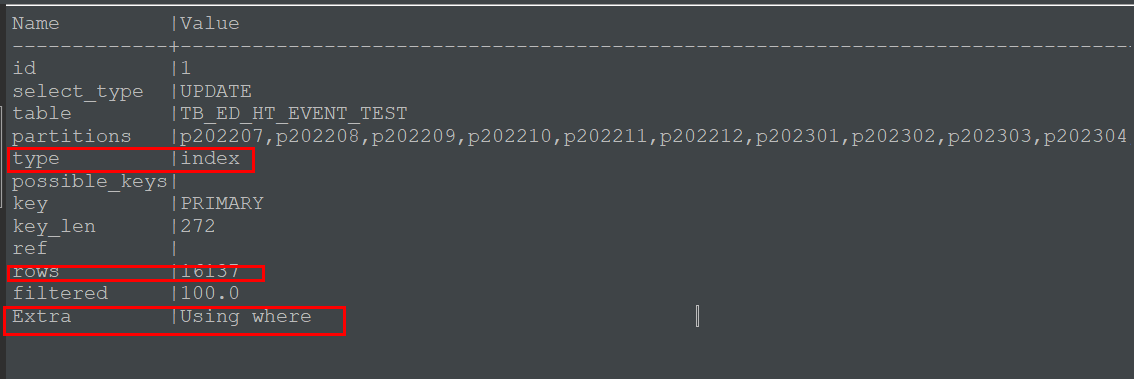 Name |Value
-------------+--------------------------------------------------------------------------------
id |1
select_type |UPDATE
table |TB_ED_HT_EVENT_TEST
partitions |p202207,p202208,p202209,p202210,p202211,p202212,p202301,p202302,p202303,p202304
type |index
possible_keys|
key |PRIMARY
key_len |272
ref |
rows |16137
filtered |100.0
Extra |Using where